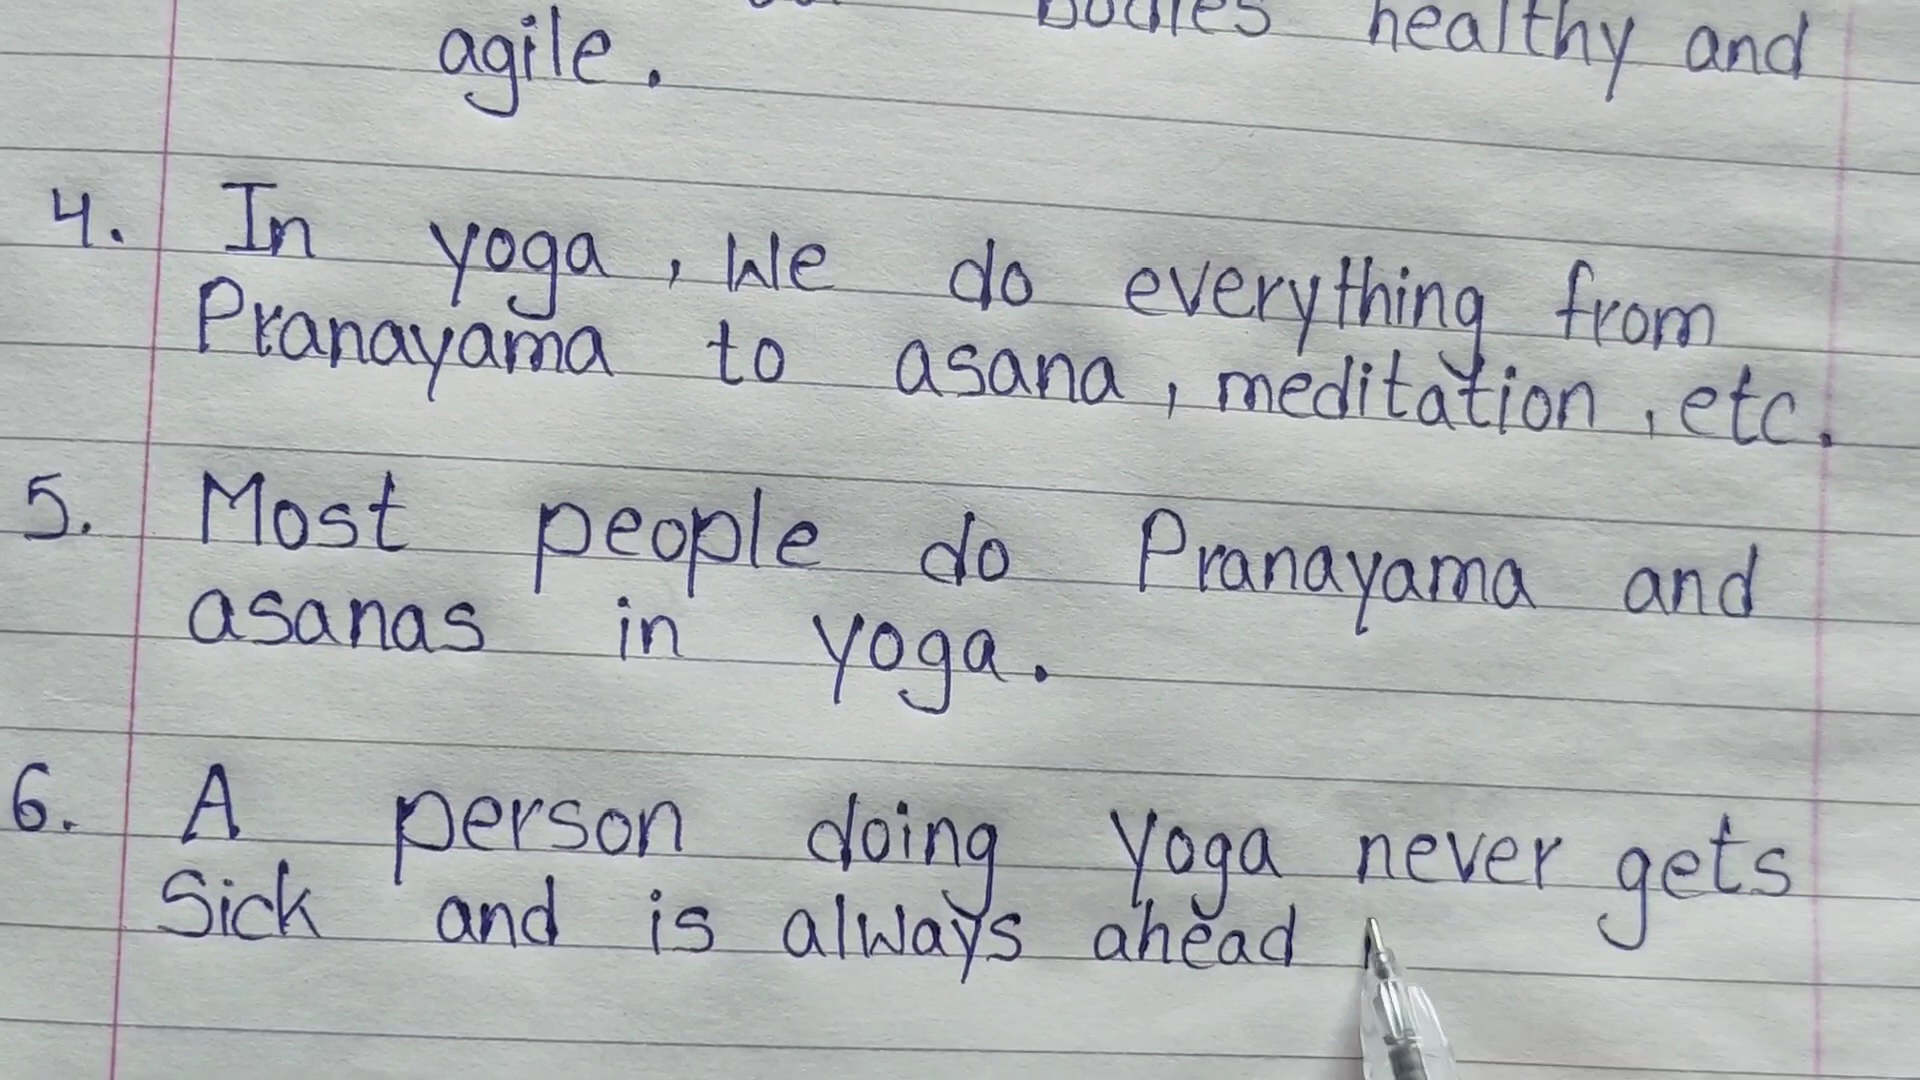 bodies healthy and
agile.
4. In yoga, We do everything from
Pranayama to asana, meditation, etc.
5. Most people do Pranayama and
asanas in yoga.
6. A person doing yoga never gets
Sick and is always ahead